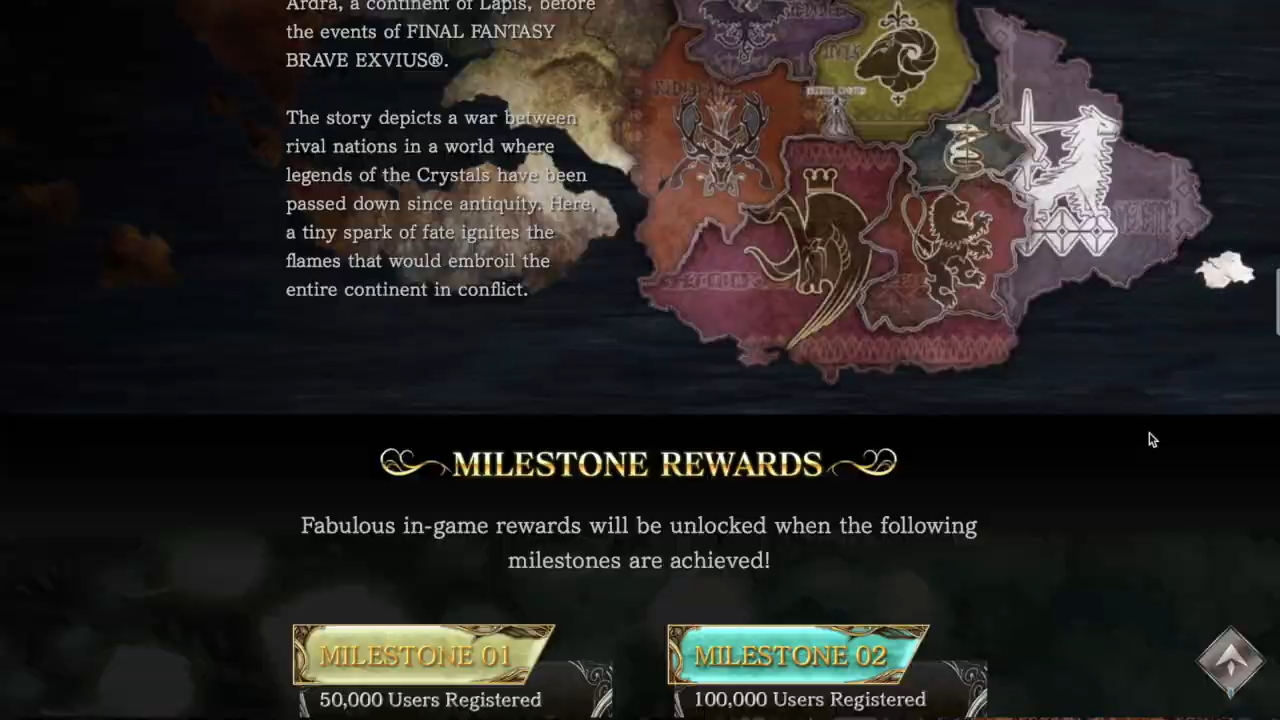 Ardra, a continent of Lapis, before
the events of FINAL FANTASY
BRAVE EXVIUS®.
The story depicts a war between
rival nations in a world where
legends of the Crystals have been
passed down since antiquity. Here,
a tiny spark of fate ignites the
flames that would embroil the
entire continent in conflict.
MILESTONE REWARDS
Fabulous in-game rewards will be unlocked when the following
milestones are achieved!
MILESTONE 01
50,000 Users Registered
MILESTONE 02
100,000 Users Registered